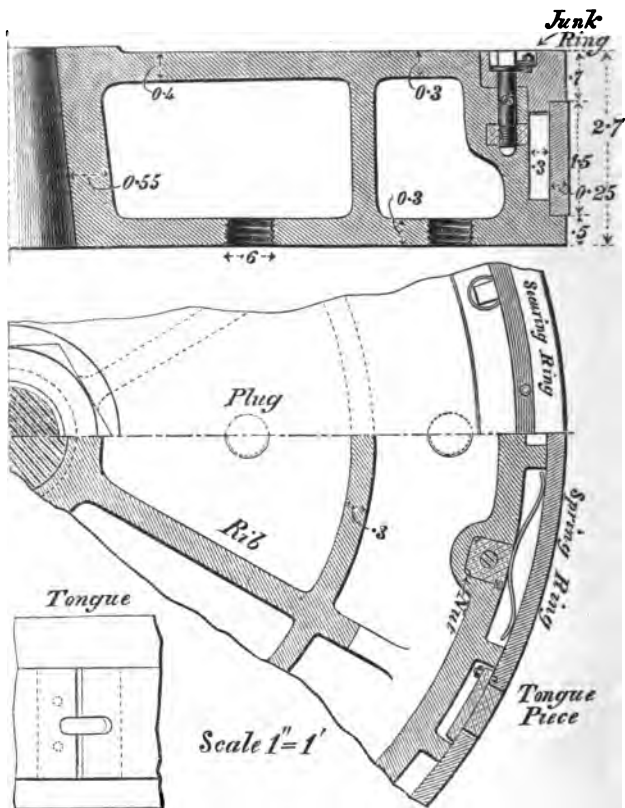 Junk
Ring
0.4
0.3
.7
2.7
.3
1.5
0.55
0.25
0.3
.5
.6
Securing Ring
Plug
Rib
.3
Nut
Spring Ring
Tongue
Tongue
Piece
Scale 1"=1'